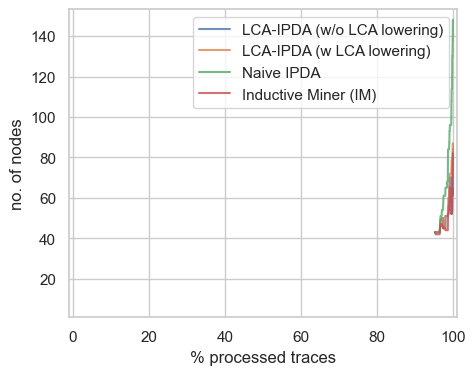 LCA-IPDA (w/o LCA lowering)
LCA-IPDA (w LCA lowering)
Naive IPDA
Inductive Miner (IM)
no. of nodes
140
120
100
80
60
40
20
0 20 40 60 80 100
% processed traces